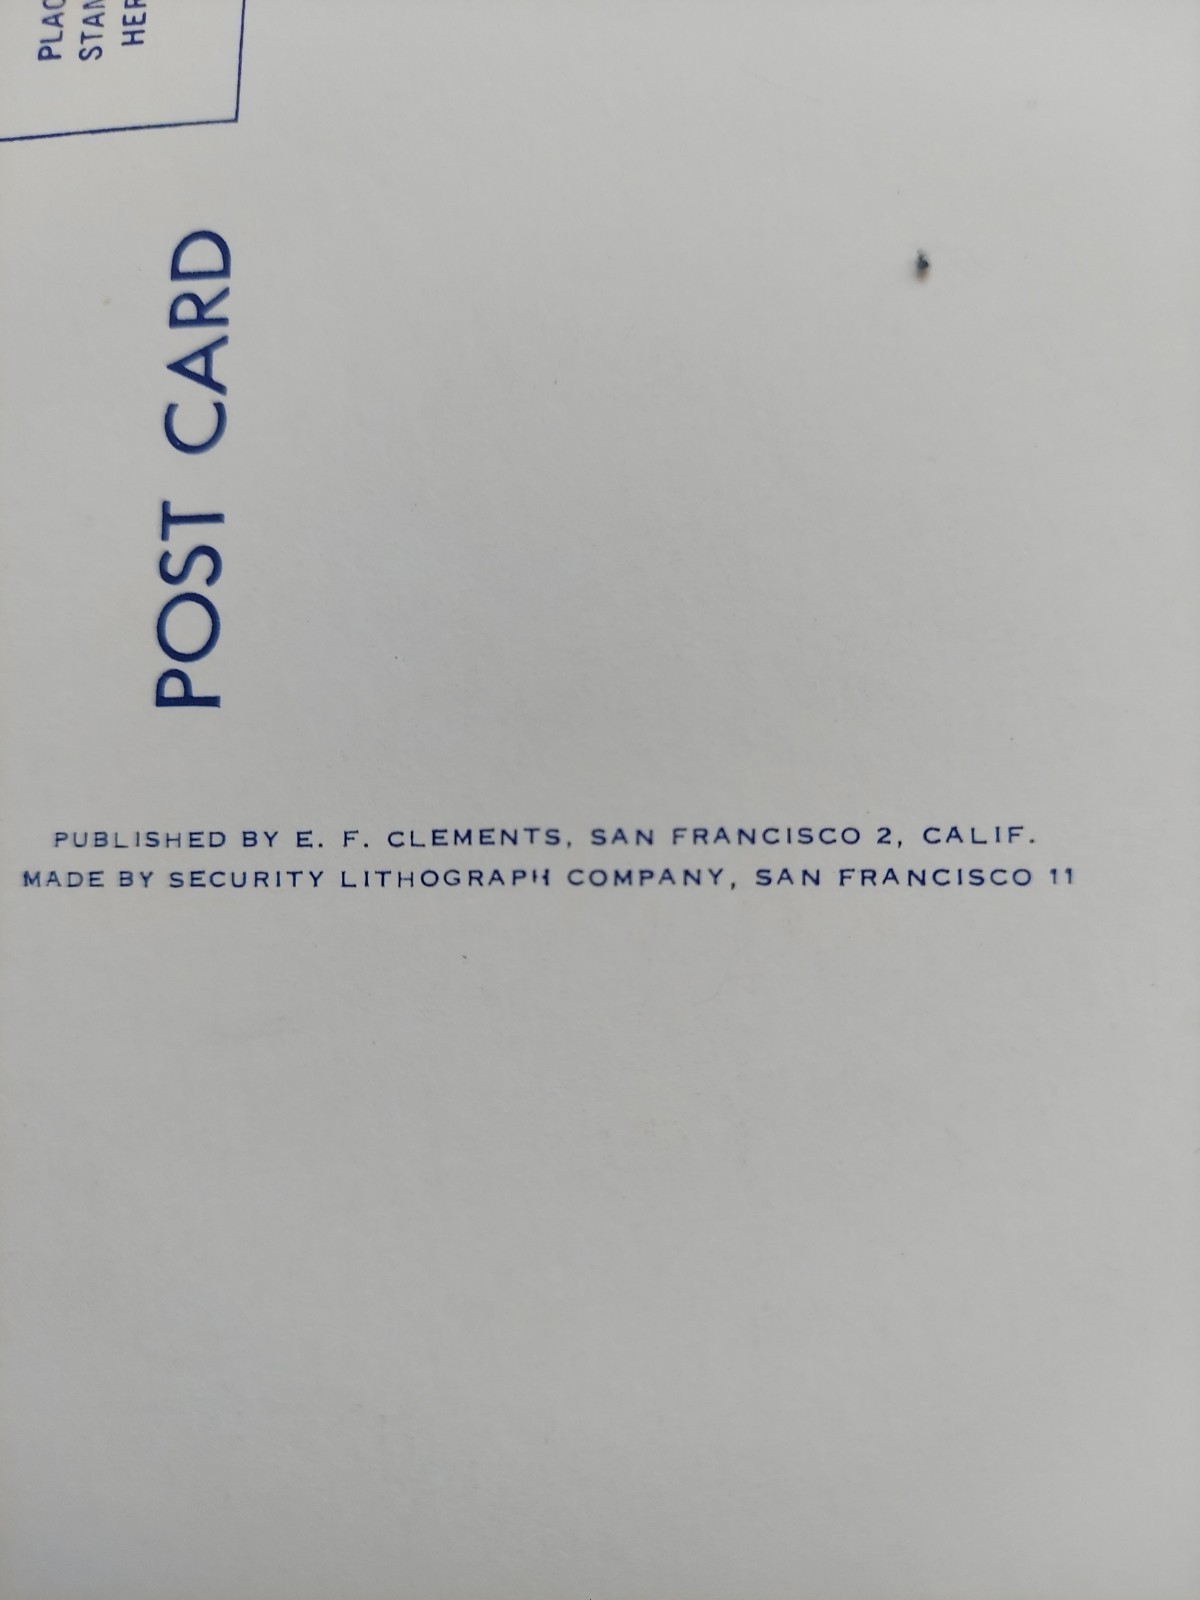 POST CARD
PUBLISHED BY E. F. CLEMENTS, SAN FRANCISCO 2, CALIF.
MADE BY SECURITY LITHOGRAPH COMPANY, SAN FRANCISCO 11